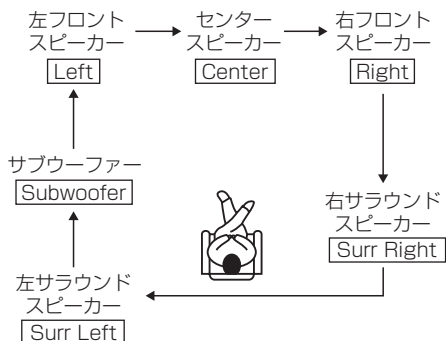 左フロント
スピーカー
Left
センター
スピーカー
Center
右フロント
スピーカー
Right
サブウーファー
Subwoofer
右サラウンド
スピーカー
Surr Right
左サラウンド
スピーカー
Surr Left